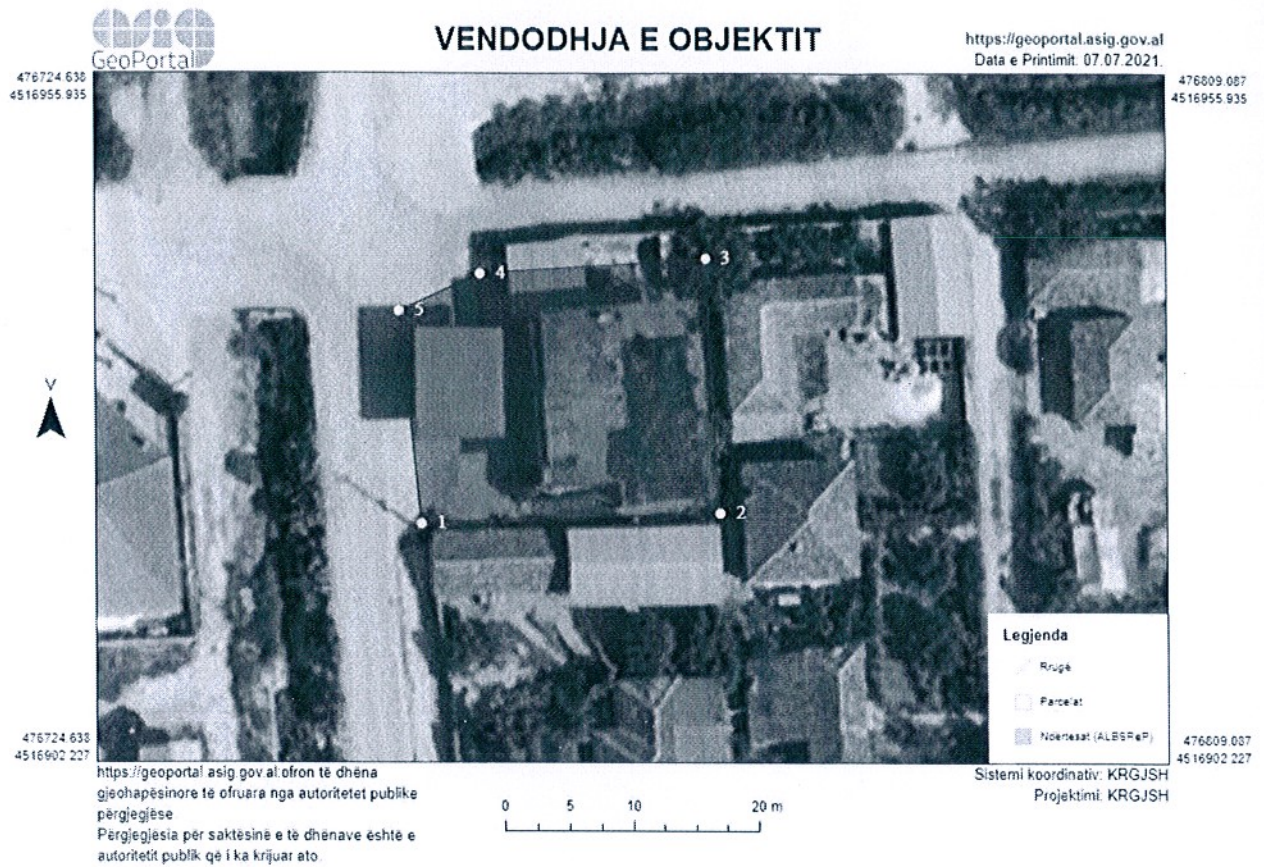 asig
GeoPortal
VENDODHJA E OBJEKTIT
https://geoportal.asig.gov.al
Data e Printimit. 07.07.2021.
476724.638
4516955.935
476809.087
4516955.935
V
4
3
5
1
2
Legjenda
Rrugë
Parcelat
Ndërtesat (ALBSReP)
476724.638
4516902.227
476809.087
4516902.227
https://geoportal.asig.gov.al:ofron të dhëna
gjeohapësinore të ofruara nga autoritetet publike
përgjegjëse
Përgjegjësia për saktësinë e të dhënave është e
autoritetit publik që i ka krijuar ato.
0 5 10 20 m
Sistemi koordinativ: KRGJSH
Projektimi: KRGJSH